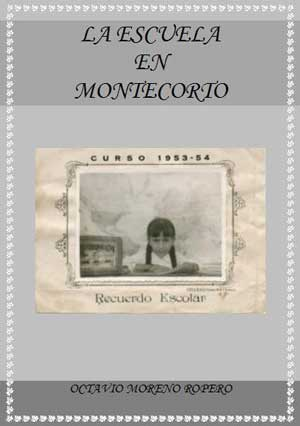 LA ESCUELA
EN
MONTECORTO
CURSO 1953-54
Recuerdo Escolar
OCTAVIO MORENO ROPERO